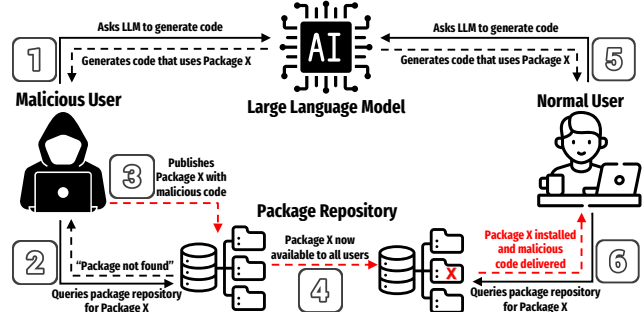 1
Asks LLM to generate code
Generates code that uses Package X
AI
Large Language Model
Asks LLM to generate code
Generates code that uses Package X
5
Malicious User
Normal User
3
Publishes
Package X with
malicious code
Package Repository
2
"Package not found"
Queries package repository
for Package X
Package X now
available to all users
4
X
Package X installed
and malicious
code delivered
6
Queries package repository
for Package X